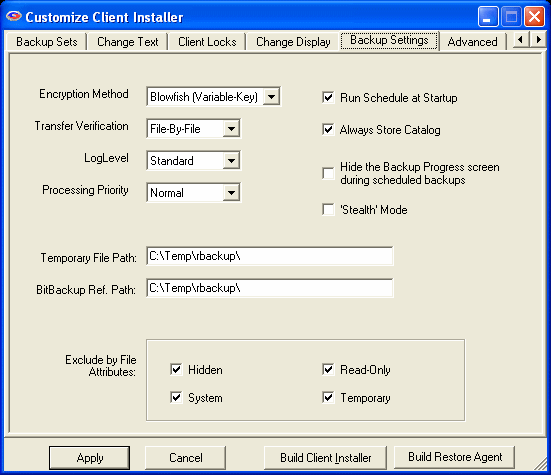 Customize Client Installer
Backup Sets Change Text Client Locks Change Display Backup Settings Advanced
Encryption Method Blowfish (Variable-Key) Run Schedule at Startup
Transfer Verification File-By-File Always Store Catalog
LogLevel Standard Hide the Backup Progress screen
during scheduled backups
Processing Priority Normal 'Stealth' Mode
Temporary File Path: C:\Temp\rbackup\
BitBackup Ref. Path: C:\Temp\rbackup\
Exclude by File
Attributes:
Hidden Read-Only
System Temporary
Apply Cancel Build Client Installer Build Restore Agent